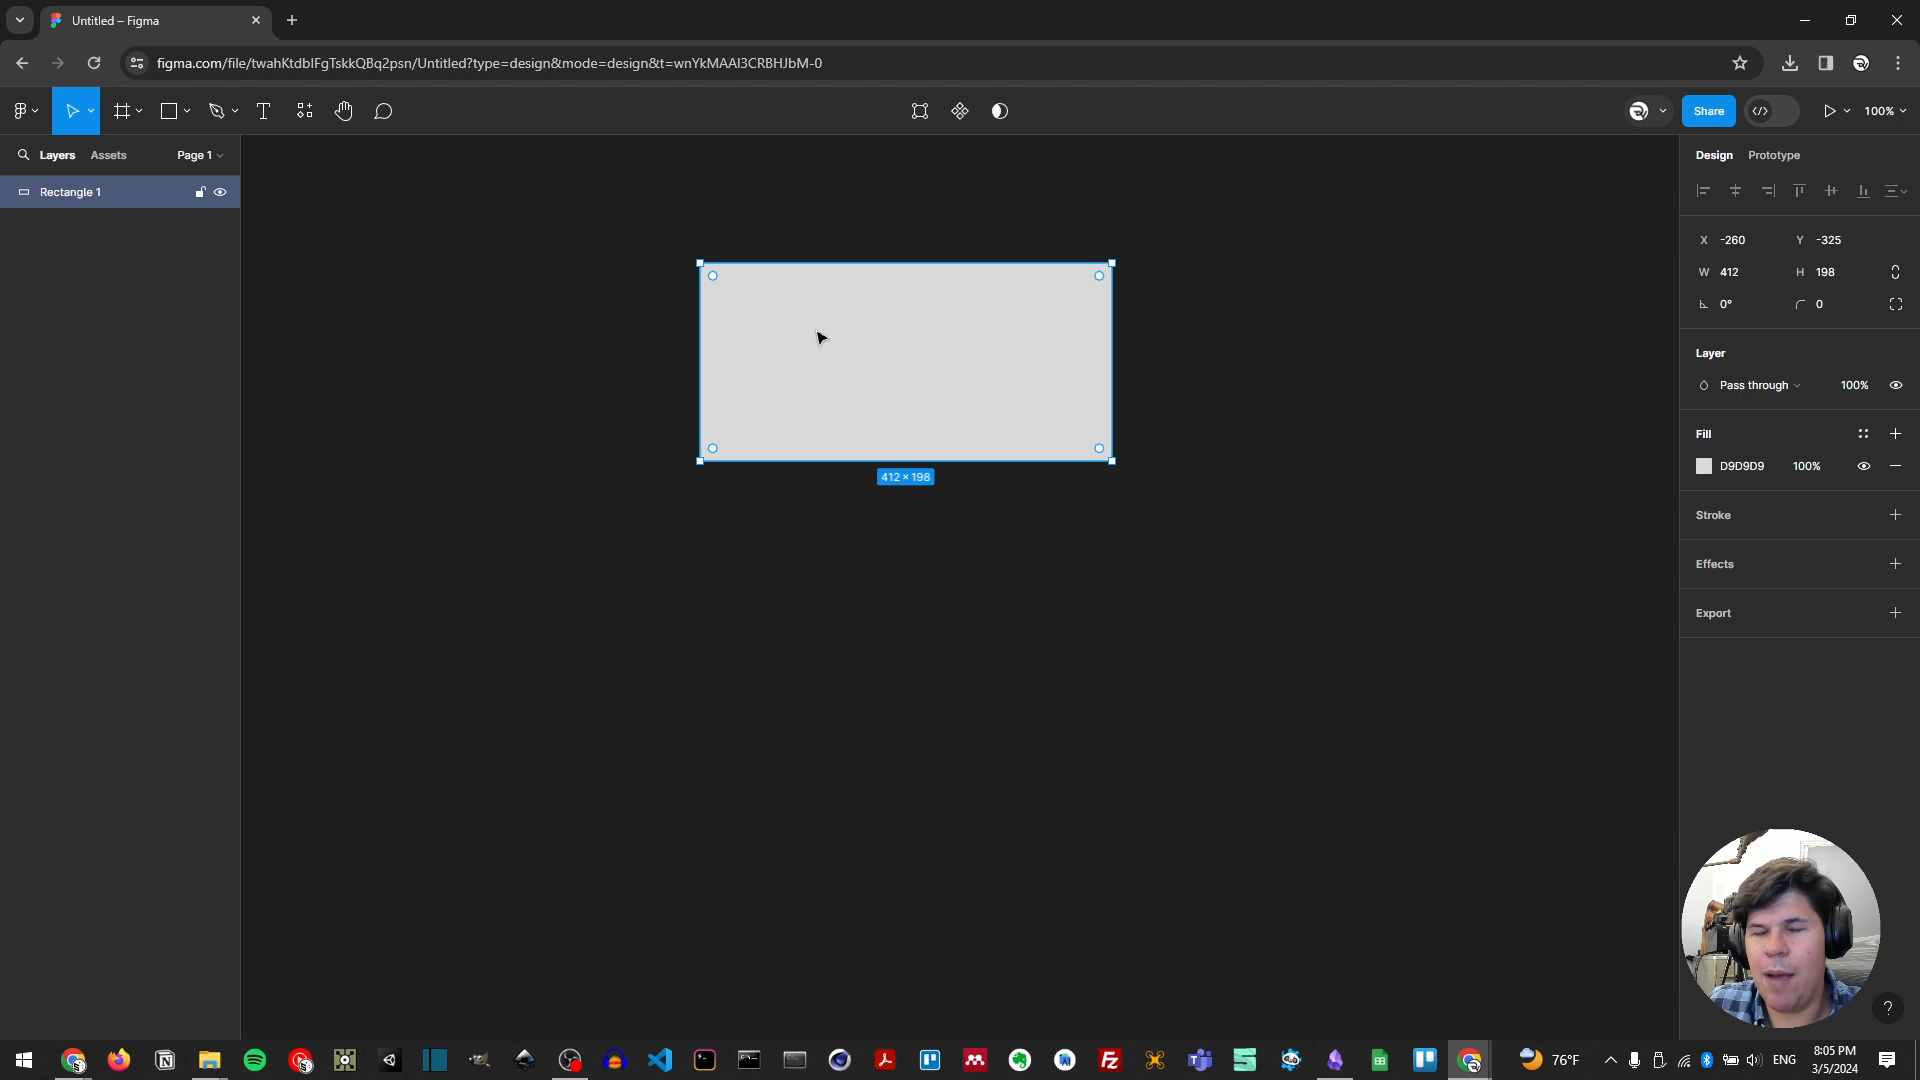 Untitled – Figma
figma.com/file/twahKtdbIFgTskkQBq2psn/Untitled?type=design&mode=design&t=wnYkMAAI3CRBHJbM-0
Share
100%
Layers Assets Page 1
Design Prototype
Rectangle 1
X -260 Y -325
W 412 H 198
0° 0
Layer
Pass through 100%
Fill
D9D9D9 100%
412 × 198
Stroke
Effects
Export
?
76°F
ENG
8:05 PM
3/5/2024